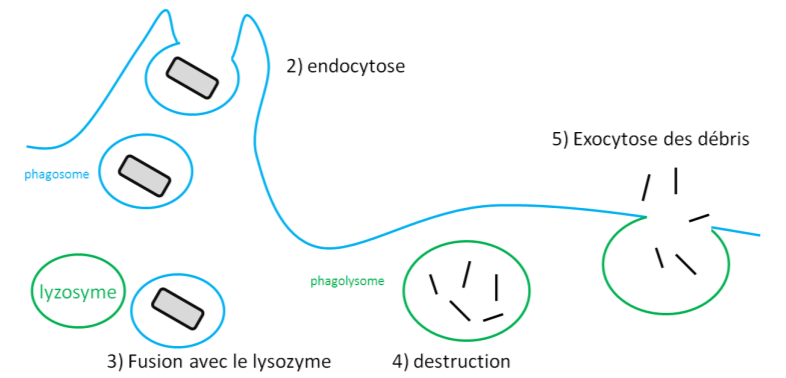 2) endocytose
5) Exocytose des débris
phagosome
phagolysome
lyzosyme
3) Fusion avec le lysozyme
4) destruction